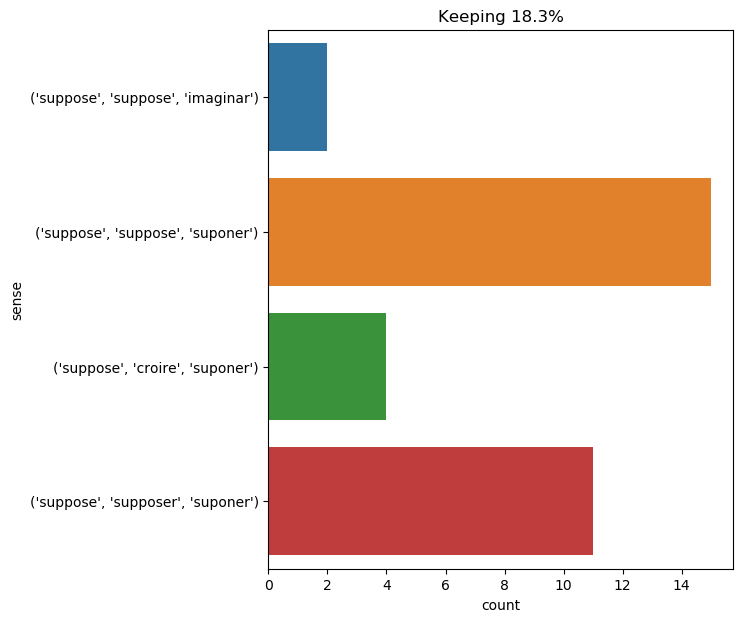 Keeping 18.3%
('suppose', 'suppose', 'imaginar')
('suppose', 'suppose', 'suponer')
sense
('suppose', 'croire', 'suponer')
('suppose', 'supposer', 'suponer')
0 2 4 6 8 10 12 14
count